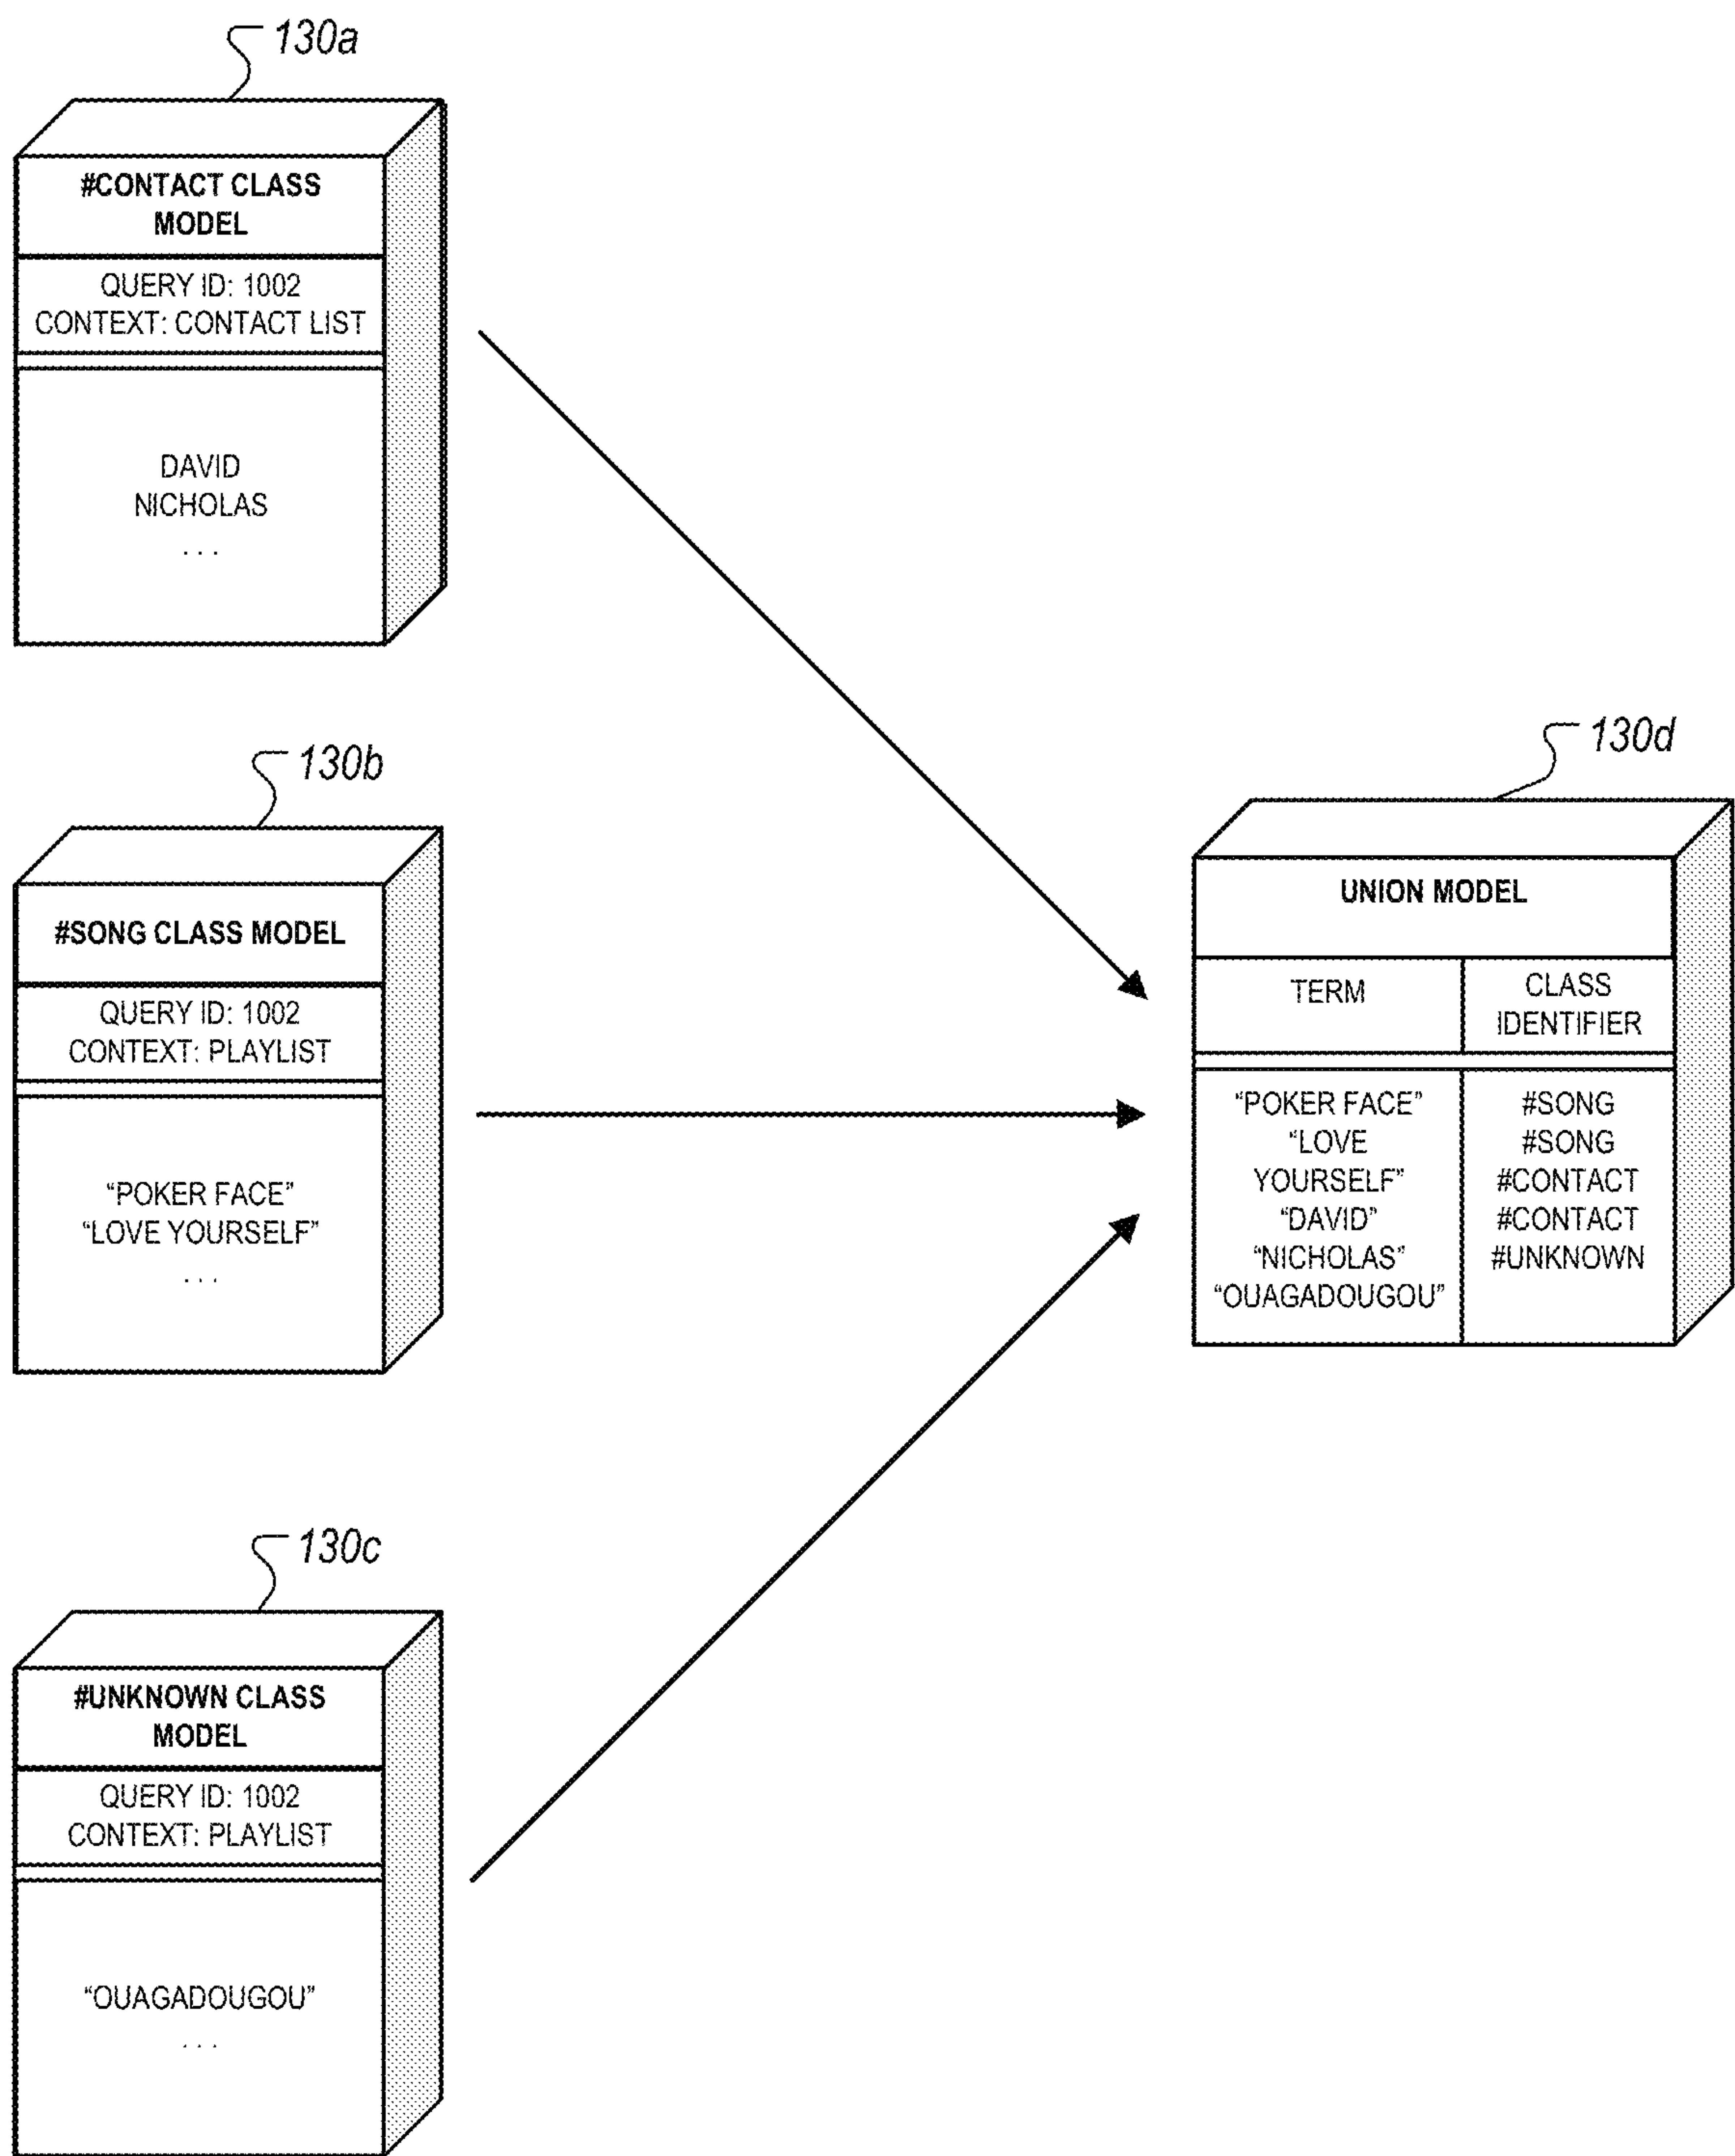 130a
#CONTACT CLASS
MODEL
QUERY ID: 1002
CONTEXT: CONTACT LIST
DAVID
NICHOLAS
. . .
130b
#SONG CLASS MODEL
QUERY ID: 1002
CONTEXT: PLAYLIST
“POKER FACE”
“LOVE YOURSELF”
. . .
130c
#UNKNOWN CLASS
MODEL
QUERY ID: 1002
CONTEXT: PLAYLIST
“OUAGADOUGOU”
. . .
130d
UNION MODEL
TERM
CLASS
IDENTIFIER
“POKER FACE”
“LOVE
YOURSELF”
“DAVID”
“NICHOLAS”
“OUAGADOUGOU”
#SONG
#SONG
#CONTACT
#CONTACT
#UNKNOWN